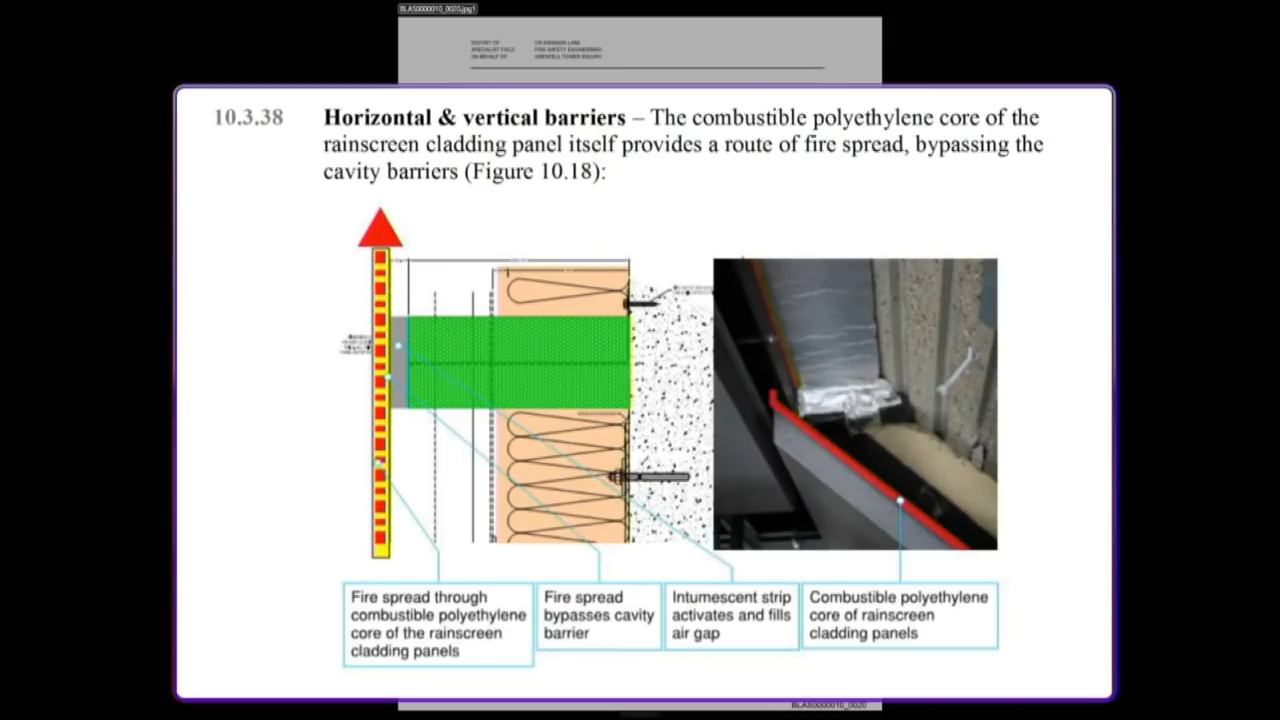 BLAS0000010_0020.jpg1
REPORT OF DR BARBARA LANE
SPECIALIST FIELD FIRE SAFETY ENGINEERING
ON BEHALF OF: GRENFELL TOWER INQUIRY
10.3.38 Horizontal & vertical barriers – The combustible polyethylene core of the
rainscreen cladding panel itself provides a route of fire spread, bypassing the
cavity barriers (Figure 10.18):
Fire spread through
combustible polyethylene
core of the rainscreen
cladding panels
Fire spread
bypasses cavity
barrier
Intumescent strip
activates and fills
air gap
Combustible polyethylene
core of rainscreen
cladding panels
BLAS0000010_0020